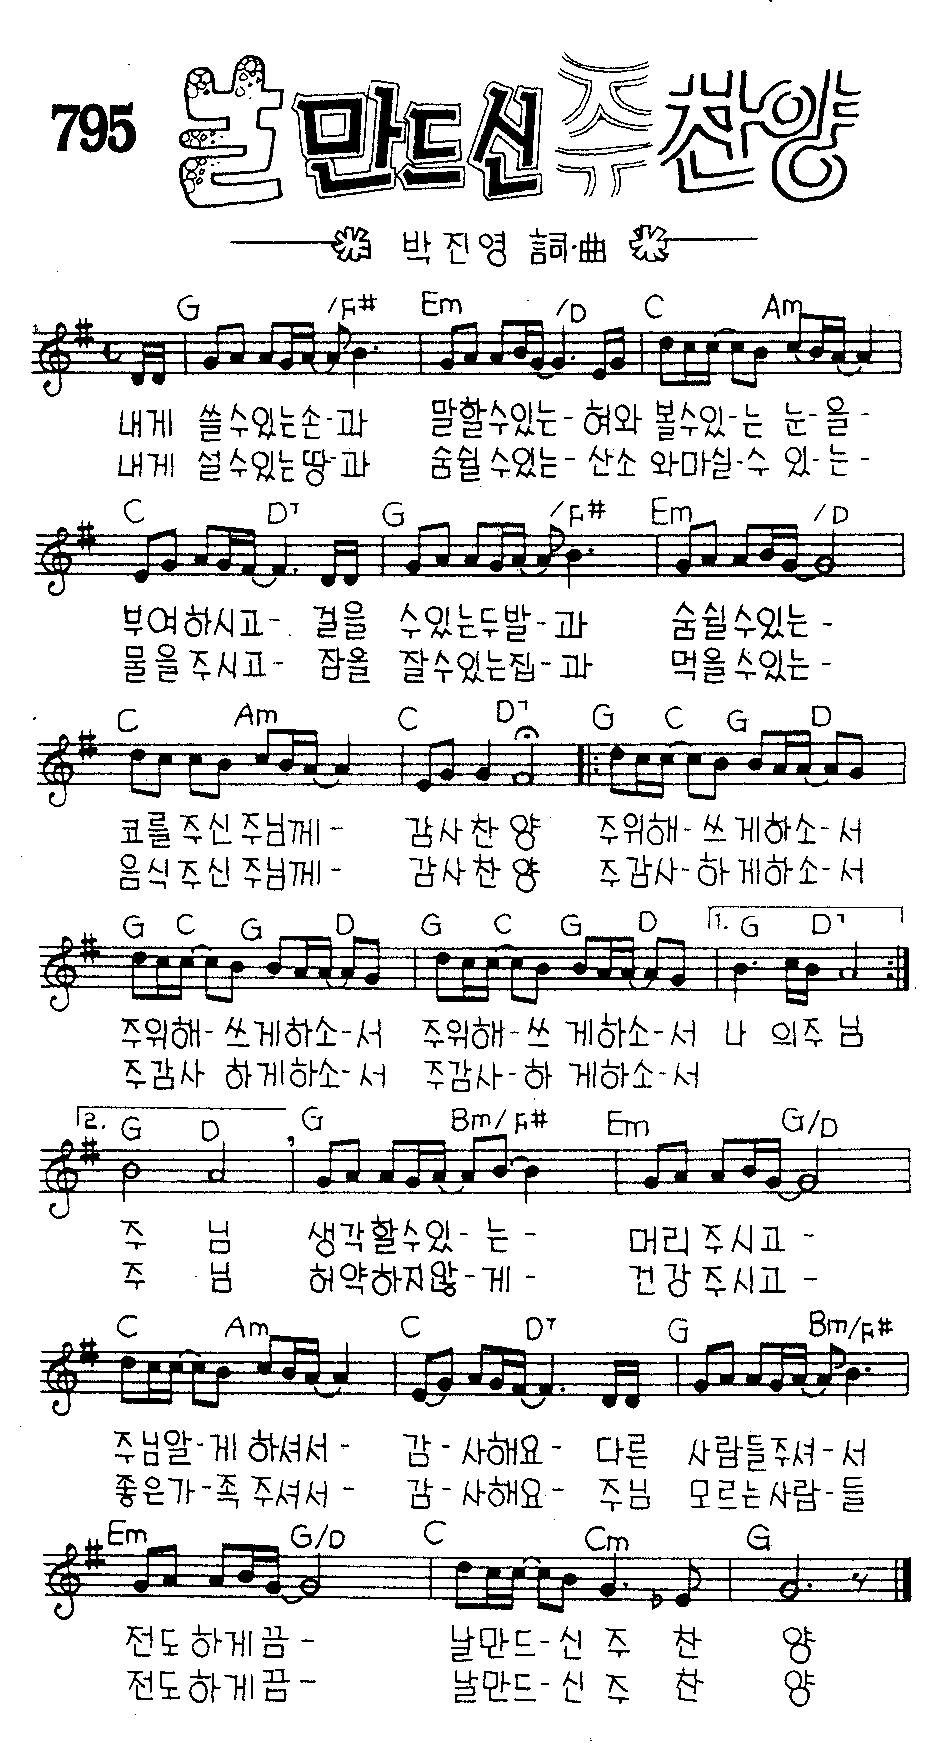 795 날 만드신 주 찬양
박진영 詞·曲
G /F# Em /D C Am
내게 쓸수있는손-과 말할수있는- 혀와 볼수있-는 눈-을-
내게 설수있는땅-과 숨쉴수있는- 산소 와마실-수 있-는-
C D7 G /F# Em /D
부여하시고- 걸을 수있는두발-과 숨쉴수있는-
물을주시고- 잠을 잘수있는집-과 먹을수있는-
C Am C D7 G C G D
코를주신주님께- 감사찬양 주위해-쓰게하소-서
음식주신주님께- 감사찬양 주감사-하게하소-서
G C G D G C G D 1. G D7
주위해-쓰게하소-서 주위해-쓰게하소-서 나 의주님
주감사 하게하소-서 주감사-하게하소-서
2. G D G Bm/F# Em G/D
주 님 생각할수있-는- 머리주시고-
주 님 허약하지않-게- 건강주시고-
C Am C D7 G Bm/F#
주님알-게하셔서- 감-사해요- 다른 사람들주셔-서
좋은가-족주셔서- 감-사해요- 주님 모르는사람-들
Em G/D C Cm G
전도하게끔- 날만드-신주찬양
전도하게끔- 날만드-신주찬양